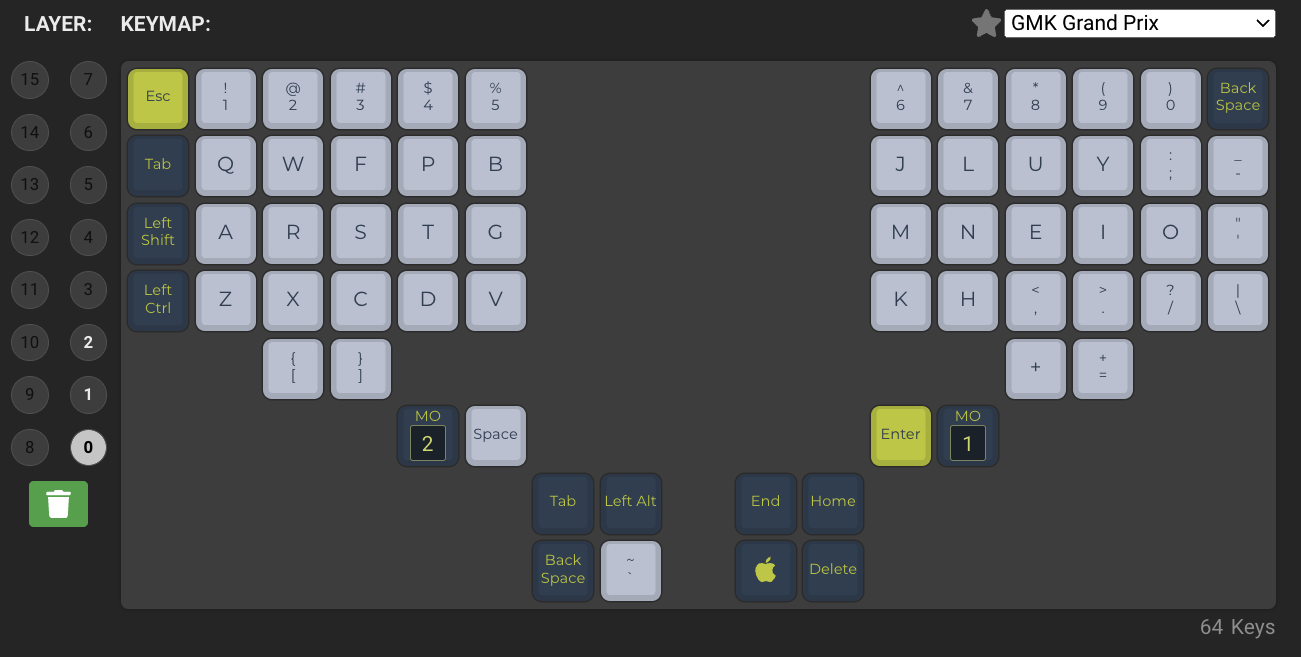 LAYER: KEYMAP: GMK Grand Prix
15 7
14 6
13 5
12 4
11 3
10 2
9 1
8 0
Esc ! @ # $ % ^ & * ( ) Back
1 2 3 4 5 6 7 8 9 0 Space
Tab Q W F P B J L U Y : _
; -
Left
Shift A R S T G M N E I O "
'
Left
Ctrl Z X C D V K H < > ? |
, . / \
{ } + +
[ ] =
MO MO
2 Space Enter 1
Tab Left Alt End Home
Back ~
Space ` Delete
64 Keys